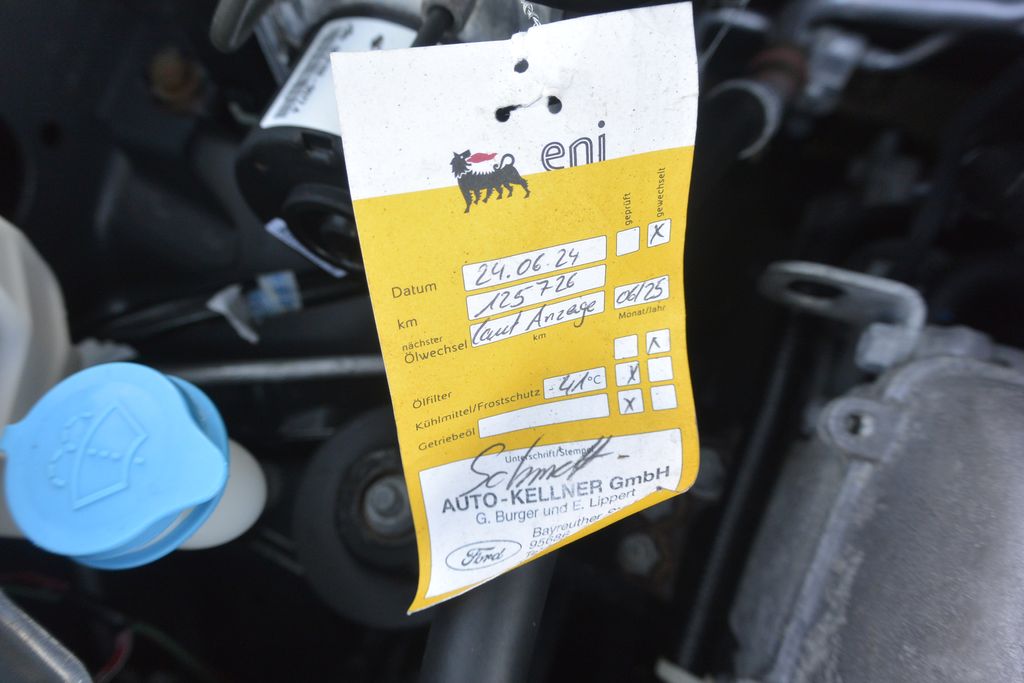 eni
geprüft
gewechselt
Datum 24.06.24 X
km 125726
nächster
Ölwechsel laut Anzeige 06/25
km Monat/Jahr
Ölfilter
Kühlmittel/Frostschutz -41°C X
Getriebeöl X
Unterschrift/Stempel
AUTO-KELLNER GmbH
G. Burger und E. Lippert
Bayreuther
Ford